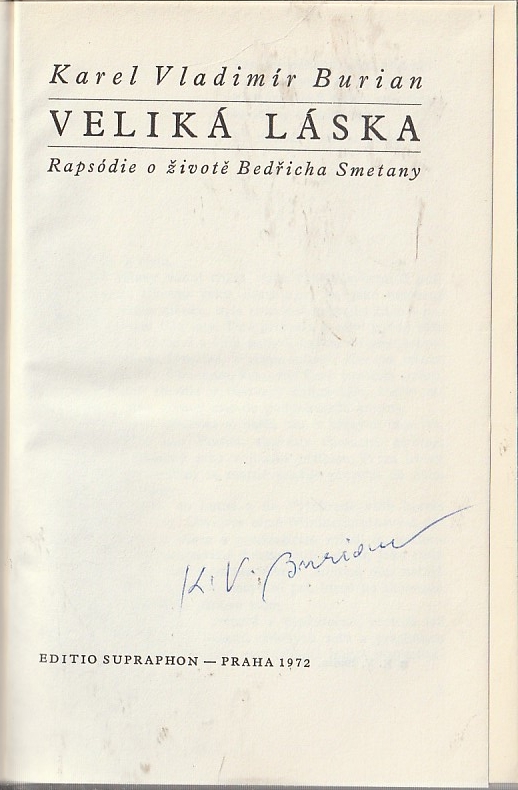 Karel Vladimír Burian
VELIKÁ LÁSKA
Rapsódie o životě Bedřicha Smetany
K. V. Burian
EDITIO SUPRAPHON — PRAHA 1972